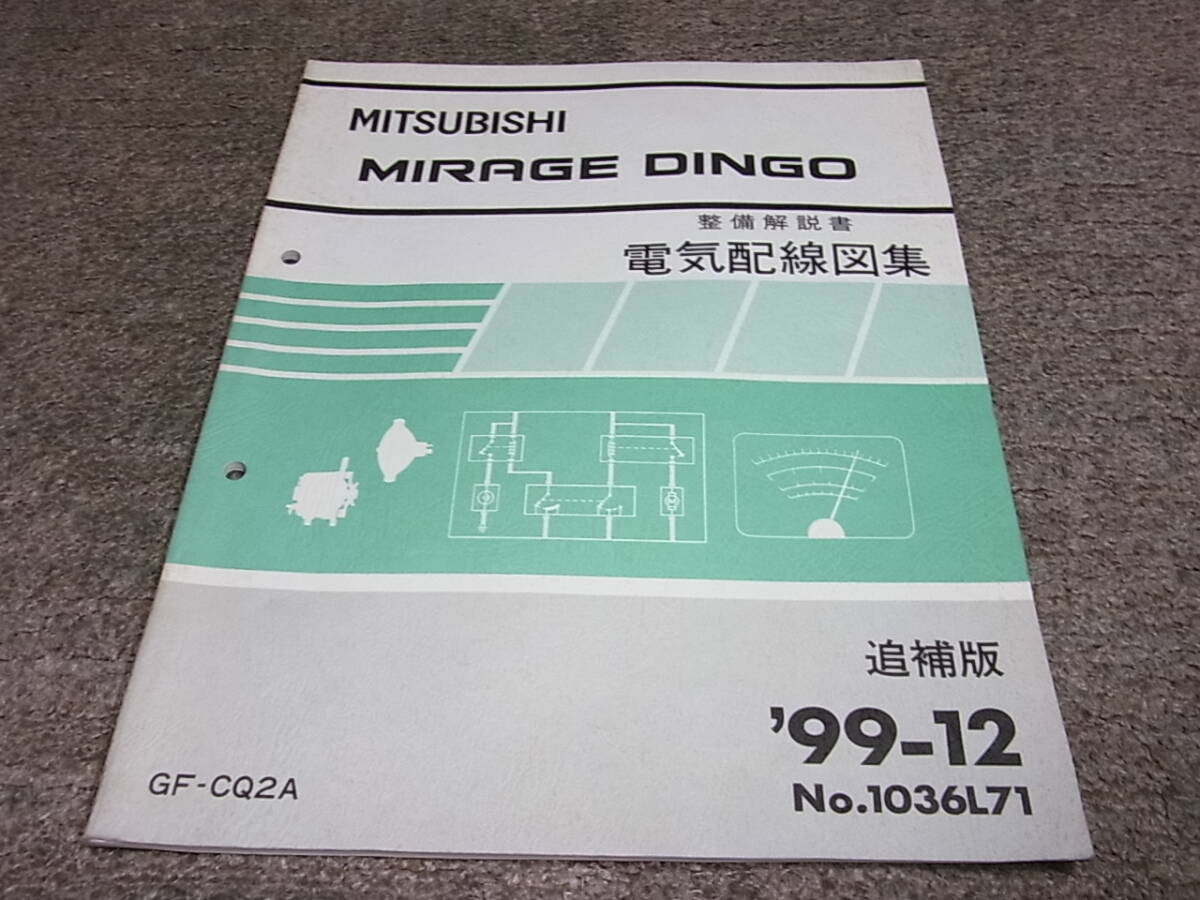 MITSUBISHI
MIRAGE DINGO
整備解説書
電気配線図集
追補版
'99-12
No.1036L71
GF-CQ2A